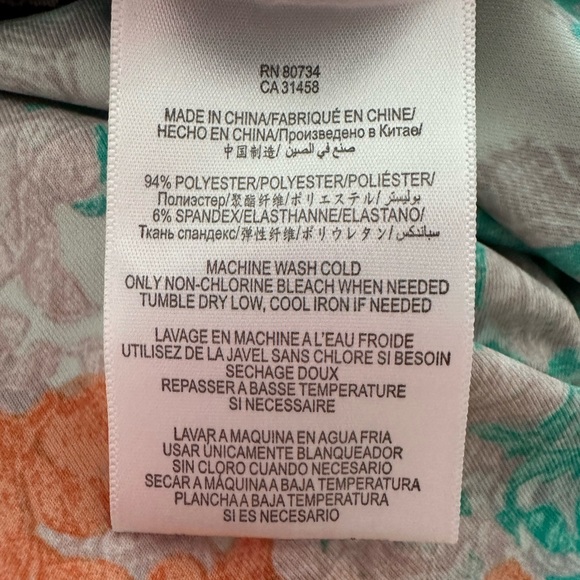 RN 80734
CA 31458
MADE IN CHINA/FABRIQUÉ EN CHINE/
HECHO EN CHINA/Произведено в Китае/
中国制造/ صنع في الصين/
94% POLYESTER/POLYESTER/POLIÉSTER/
Полиэстер/聚酯纤维/ポリエステル/ بوليستر/
6% SPANDEX/ELASTHANNE/ELASTANO/
Ткань спандекс/弹性纤维/ポリウレタン/ سباندكس/
MACHINE WASH COLD
ONLY NON-CHLORINE BLEACH WHEN NEEDED
TUMBLE DRY LOW, COOL IRON IF NEEDED
LAVAGE EN MACHINE A L'EAU FROIDE
UTILISEZ DE LA JAVEL SANS CHLORE SI BESOIN
SECHAGE DOUX
REPASSER A BASSE TEMPERATURE
SI NECESSAIRE
LAVAR A MAQUINA EN AGUA FRIA
USAR ÚNICAMENTE BLANQUEADOR
SIN CLORO CUANDO NECESARIO
SECAR A MÁQUINA A BAJA TEMPERATURA
PLANCHA A BAJA TEMPERATURA
SI ES NECESARIO